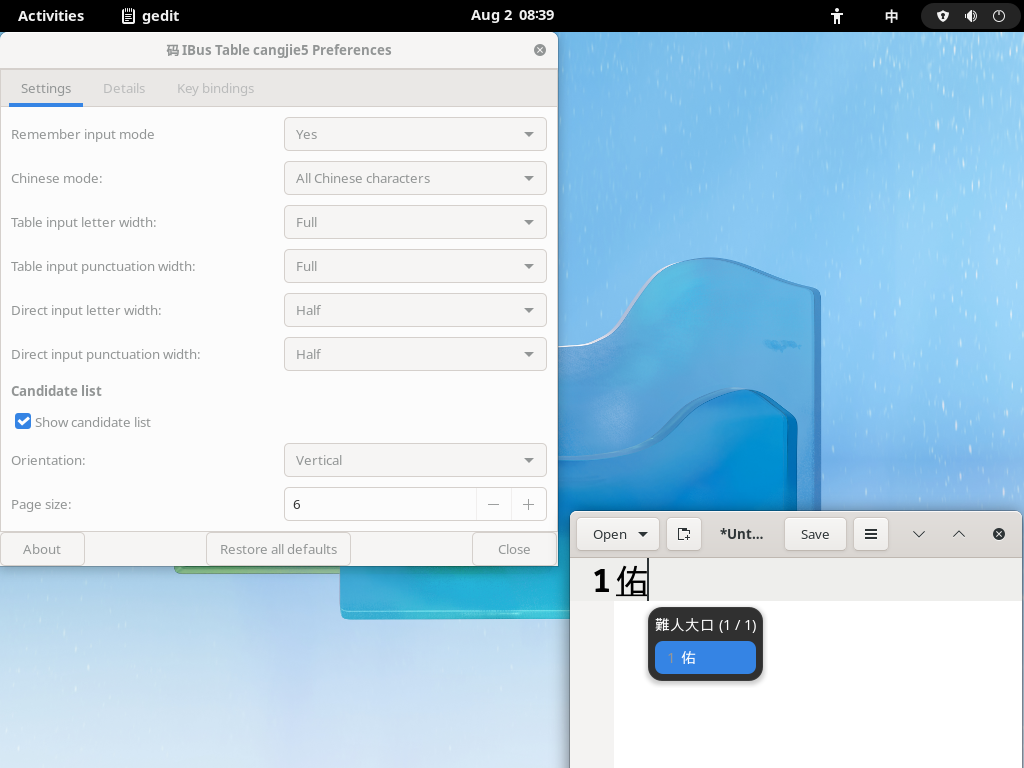 Activities
gedit
Aug 2 08:39
中
码 IBus Table cangjie5 Preferences
Settings
Details
Key bindings
Remember input mode
Yes
Chinese mode:
All Chinese characters
Table input letter width:
Full
Table input punctuation width:
Full
Direct input letter width:
Half
Direct input punctuation width:
Half
Candidate list
Show candidate list
Orientation:
Vertical
Page size:
6
About
Restore all defaults
Close
Open
*Unt...
Save
1 佑
難人大口 (1 / 1)
1 佑